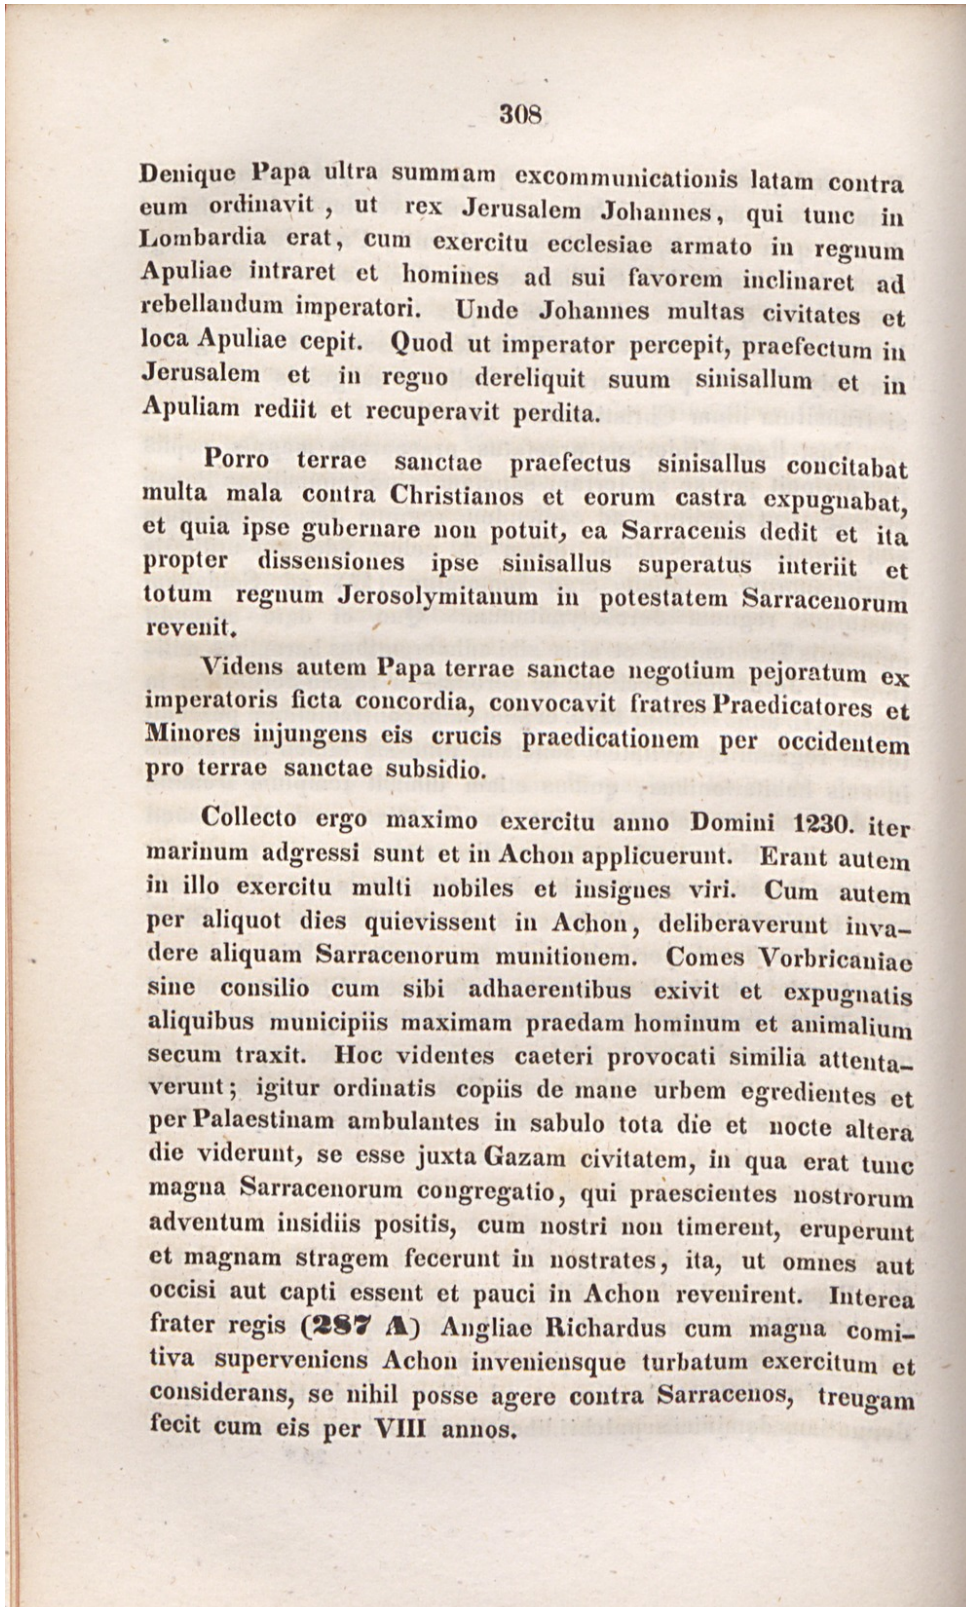 308
Denique Papa ultra summam excommunicationis latam contra
eum ordinavit, ut rex Jerusalem Johannes, qui tunc in
Lombardia erat, cum exercitu ecclesiae armato in regnum
Apuliae intraret et homines ad sui favorem inclinaret ad
rebellandum imperatori. Unde Johannes multas civitates et
loca Apuliae cepit. Quod ut imperator percepit, praefectum in
Jerusalem et in regno dereliquit suum sinisallum et in
Apuliam rediit et recuperavit perdita.
Porro terrae sanctae praefectus sinisallus concitabat
multa mala contra Christianos et eorum castra expugnabat,
et quia ipse gubernare non potuit, ea Sarracenis dedit et ita
propter dissensiones ipse sinisallus superatus interiit et
totum regnum Jerosolymitanum in potestatem Sarracenorum
revenit.
Videns autem Papa terrae sanctae negotium pejoratum ex
imperatoris ficta concordia, convocavit fratres Praedicatores et
Minores injungens eis crucis praedicationem per occidentem
pro terrae sanctae subsidio.
Collecto ergo maximo exercitu anno Domini 1230. iter
marinum adgressi sunt et in Achon applicuerunt. Erant autem
in illo exercitu multi nobiles et insignes viri. Cum autem
per aliquot dies quievissent in Achon, deliberaverunt inva-
dere aliquam Sarracenorum munitionem. Comes Vorbricaniae
sine consilio cum sibi adhaerentibus exivit et expugnatis
aliquibus municipiis maximam praedam hominum et animalium
secum traxit. Hoc videntes caeteri provocati similia attenta-
verunt; igitur ordinatis copiis de mane urbem egredientes et
per Palaestinam ambulantes in sabulo tota die et nocte altera
die viderunt, se esse juxta Gazam civitatem, in qua erat tunc
magna Sarracenorum congregatio, qui praescientes nostrorum
adventum insidiis positis, cum nostri non timerent, eruperunt
et magnam stragem fecerunt in nostrates, ita, ut omnes aut
occisi aut capti essent et pauci in Achon revenirent. Interea
frater regis (287 A) Angliae Richardus cum magna comi-
tiva superveniens Achon inveniensque turbatum exercitum et
considerans, se nihil posse agere contra Sarracenos, treugam
fecit cum eis per VIII annos.